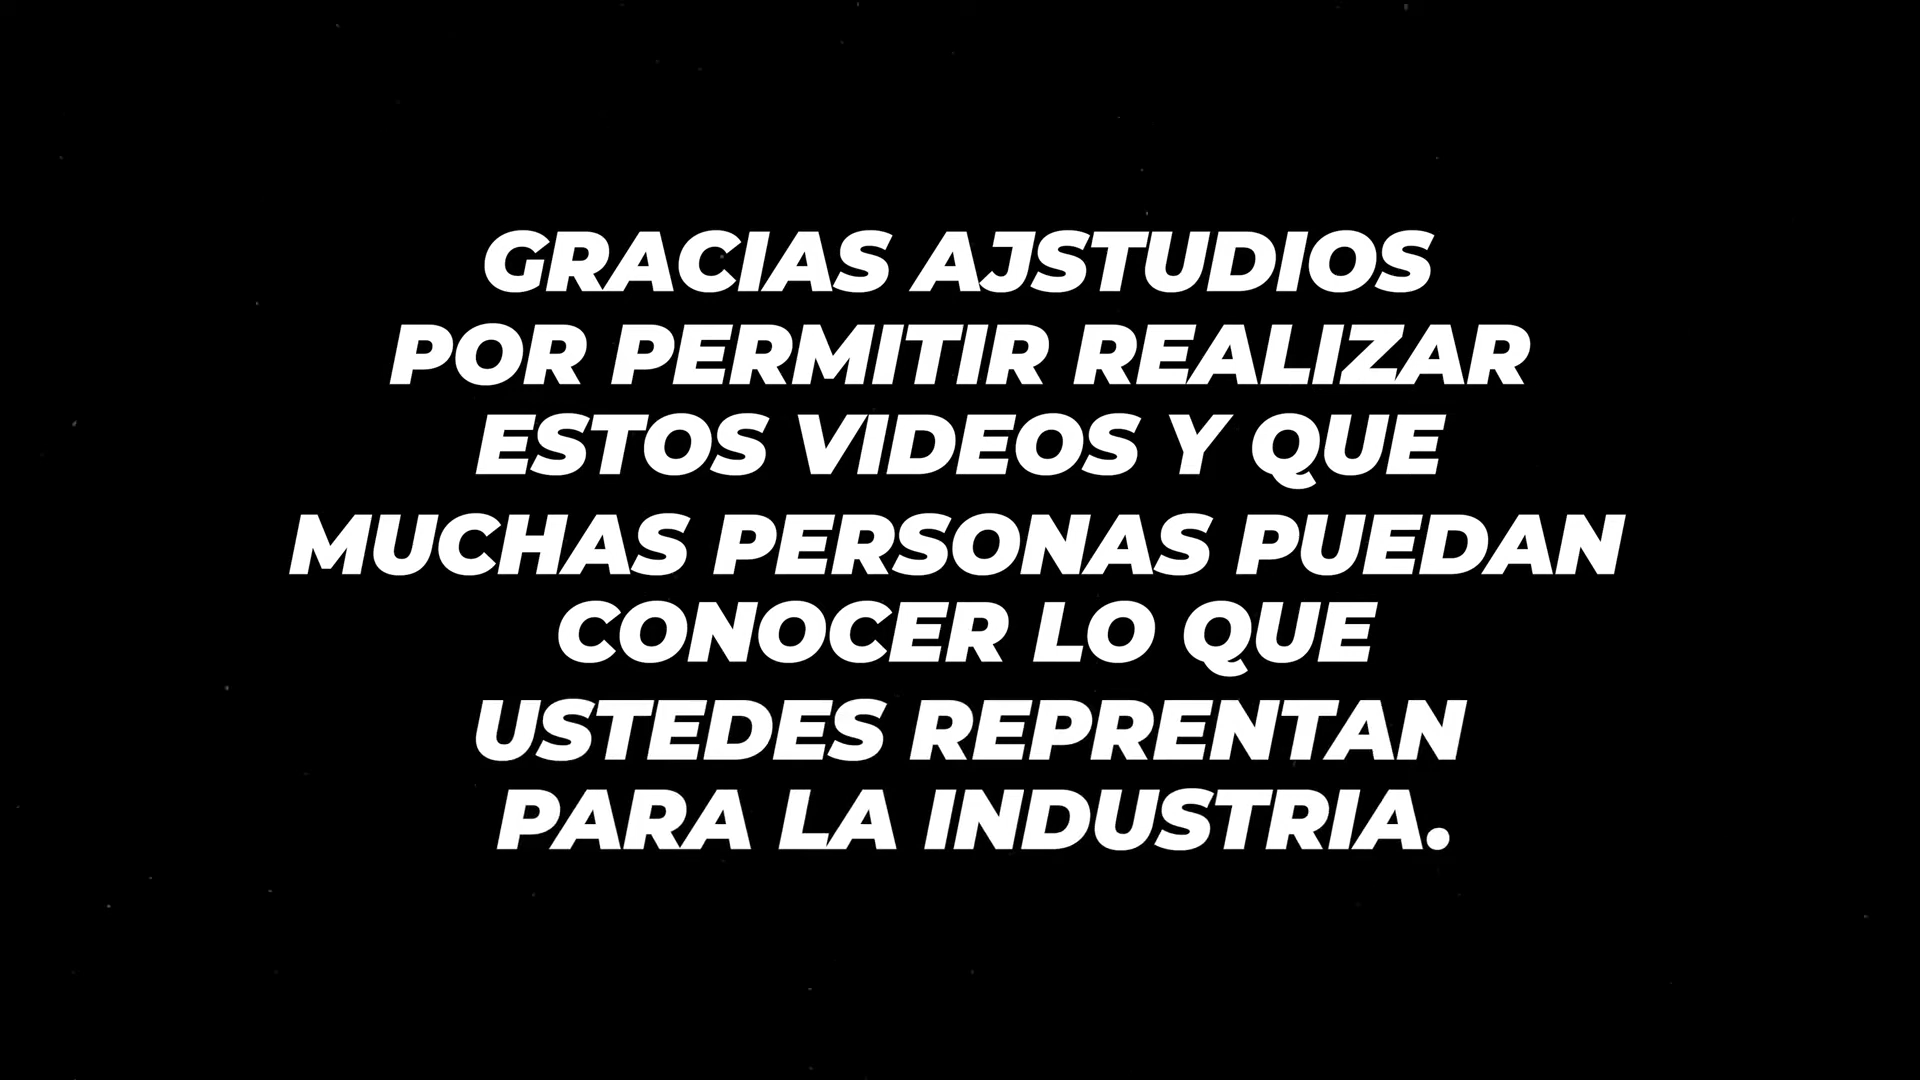 GRACIAS AJSTUDIOS
POR PERMITIR REALIZAR
ESTOS VIDEOS Y QUE
MUCHAS PERSONAS PUEDAN
CONOCER LO QUE
USTEDES REPRENTAN
PARA LA INDUSTRIA.